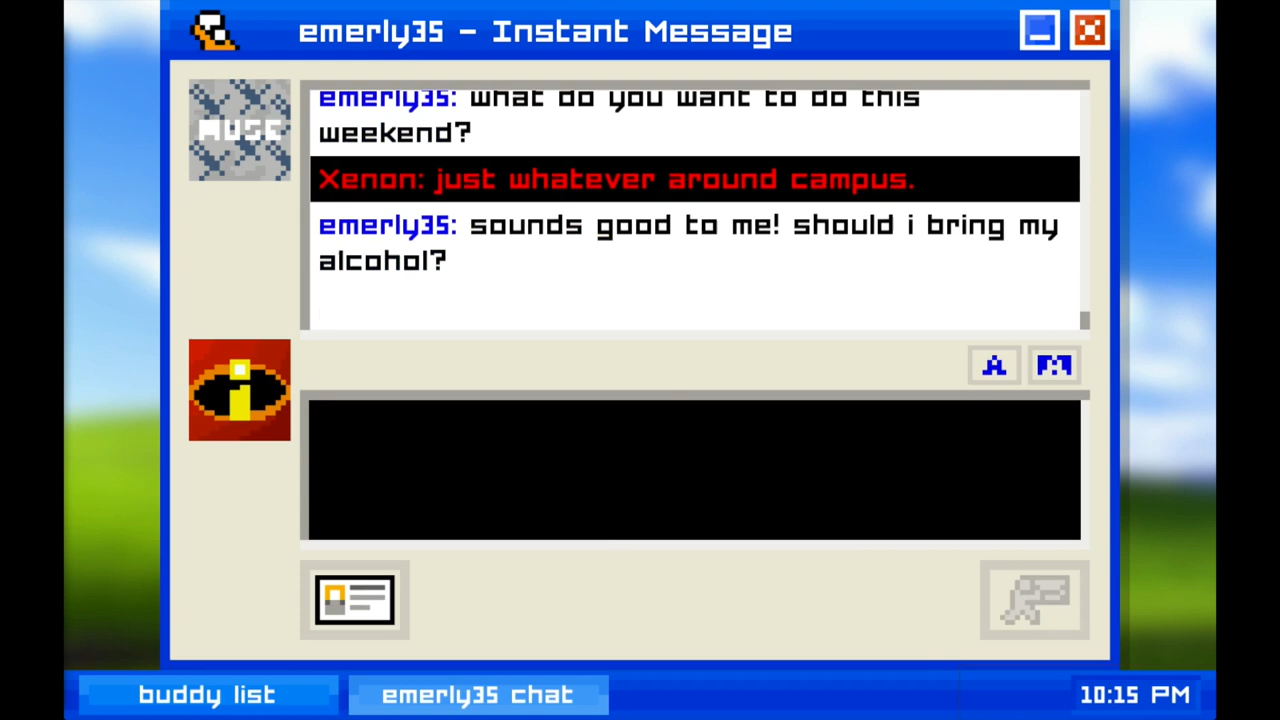 emerly35 - Instant Message
MUSE
emerly35: what do you want to do this
weekend?
Xenon: just whatever around campus.
emerly35: sounds good to me! should i bring my
alcohol?
i
A
buddy list
emerly35 chat
10:15 PM